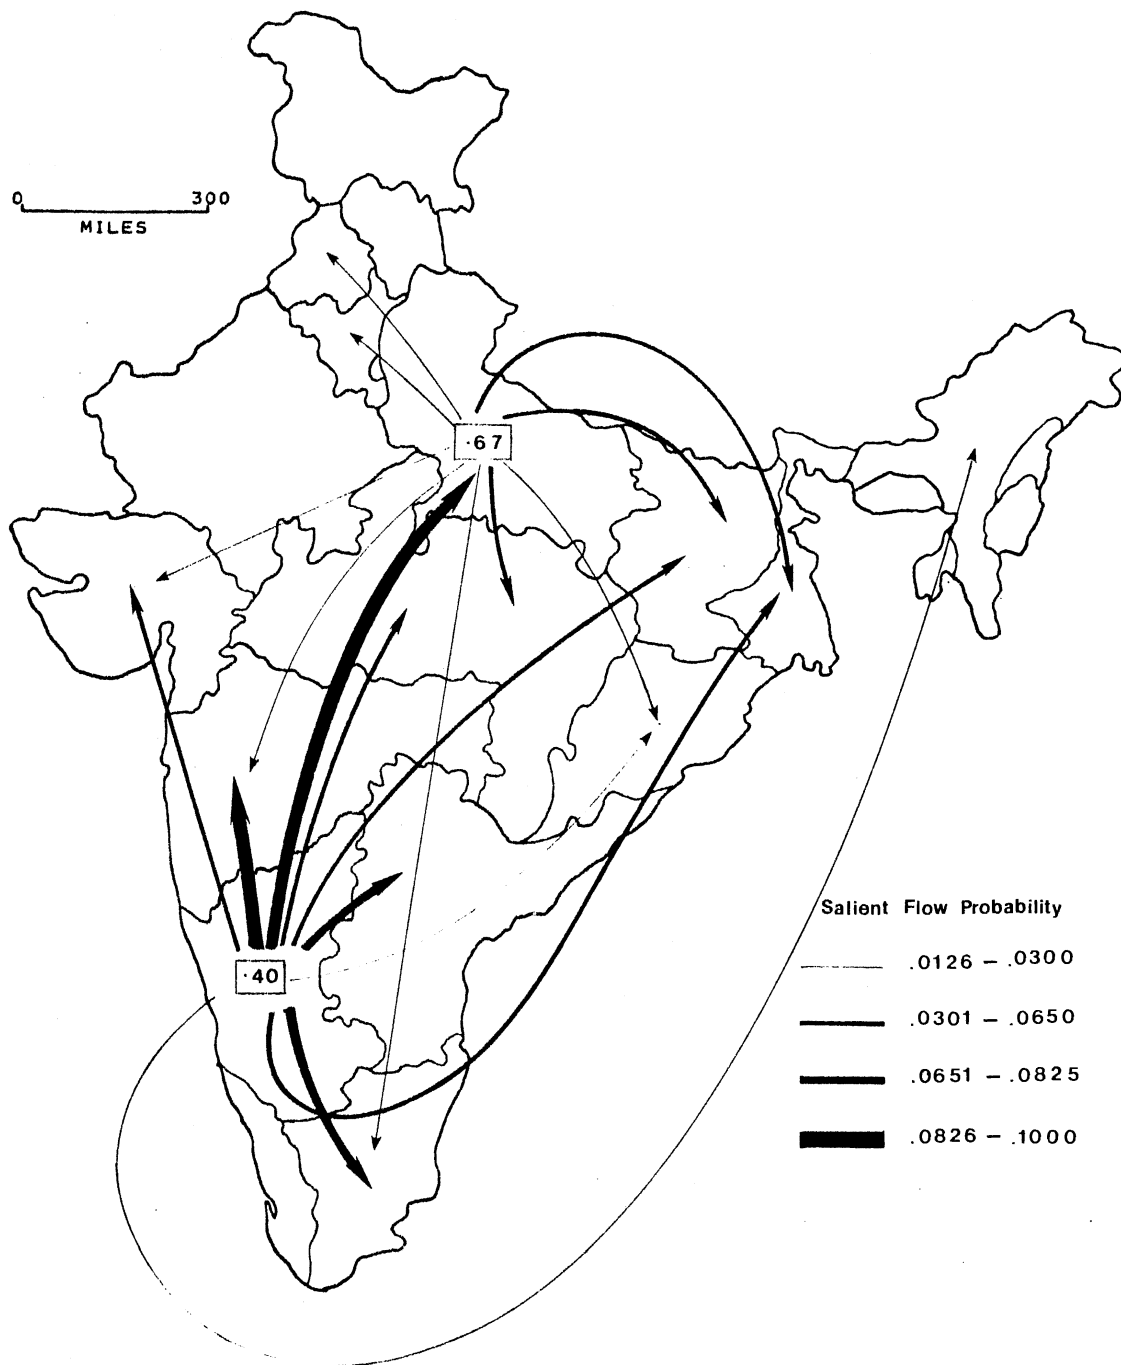 0 300
MILES
.67
.40
Salient Flow Probability
.0126 - .0300
.0301 - .0650
.0651 - .0825
.0826 - .1000